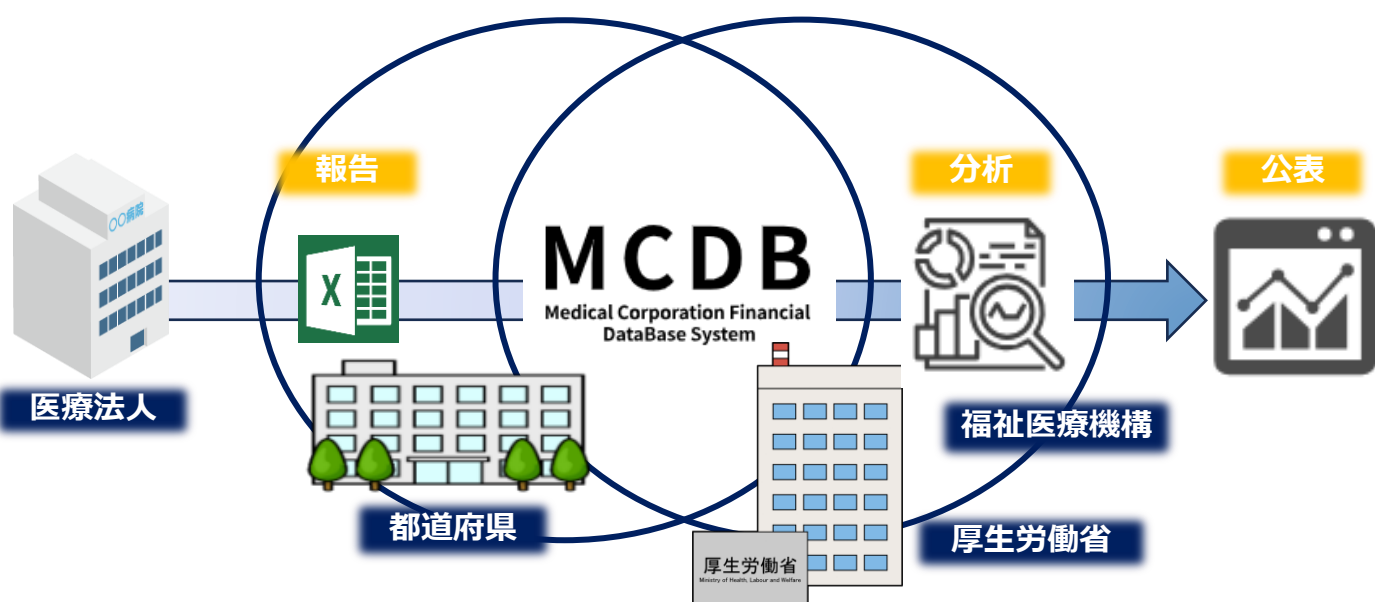 報告
分析
公表
〇〇病院
X
MCDB
Medical Corporation Financial
DataBase System
医療法人
福祉医療機構
都道府県
厚生労働省
厚生労働省
Ministry of Health, Labour and Welfare